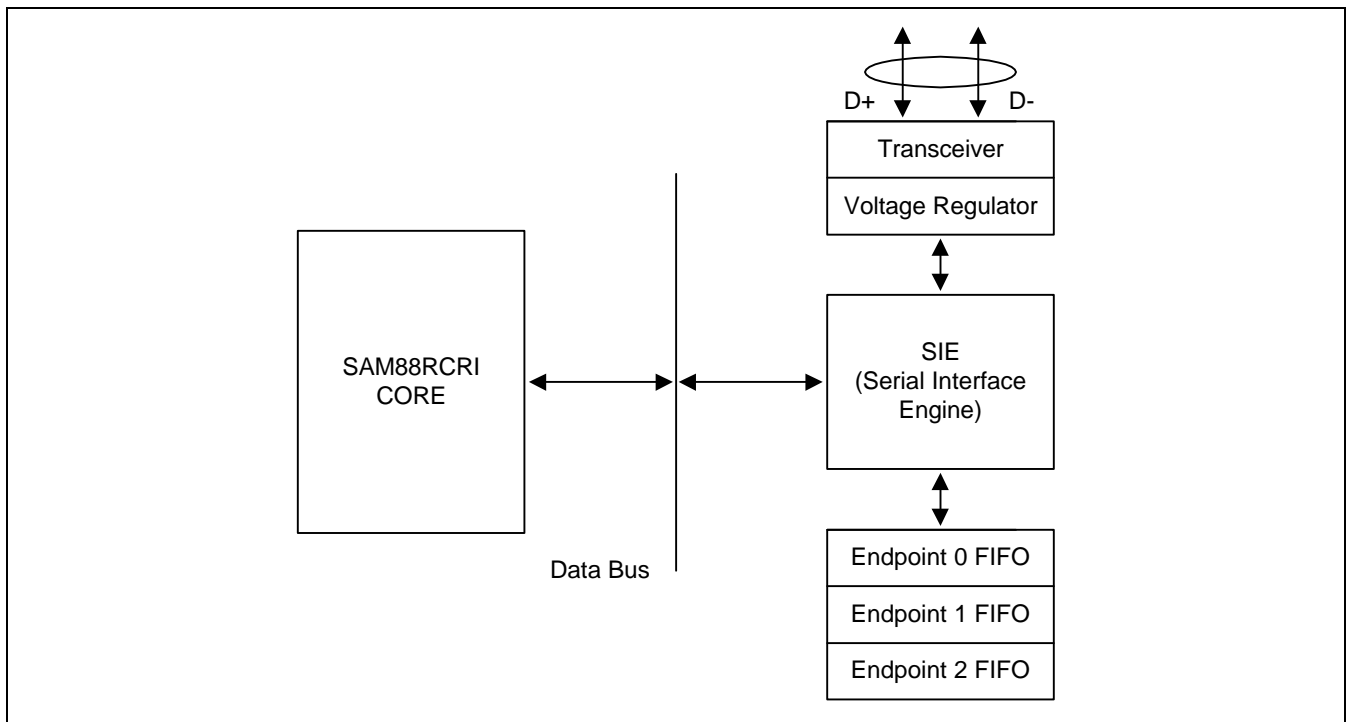 D+
D-
Transceiver
Voltage Regulator
SAM88RCRI
CORE
SIE
(Serial Interface
Engine)
Data Bus
Endpoint 0 FIFO
Endpoint 1 FIFO
Endpoint 2 FIFO